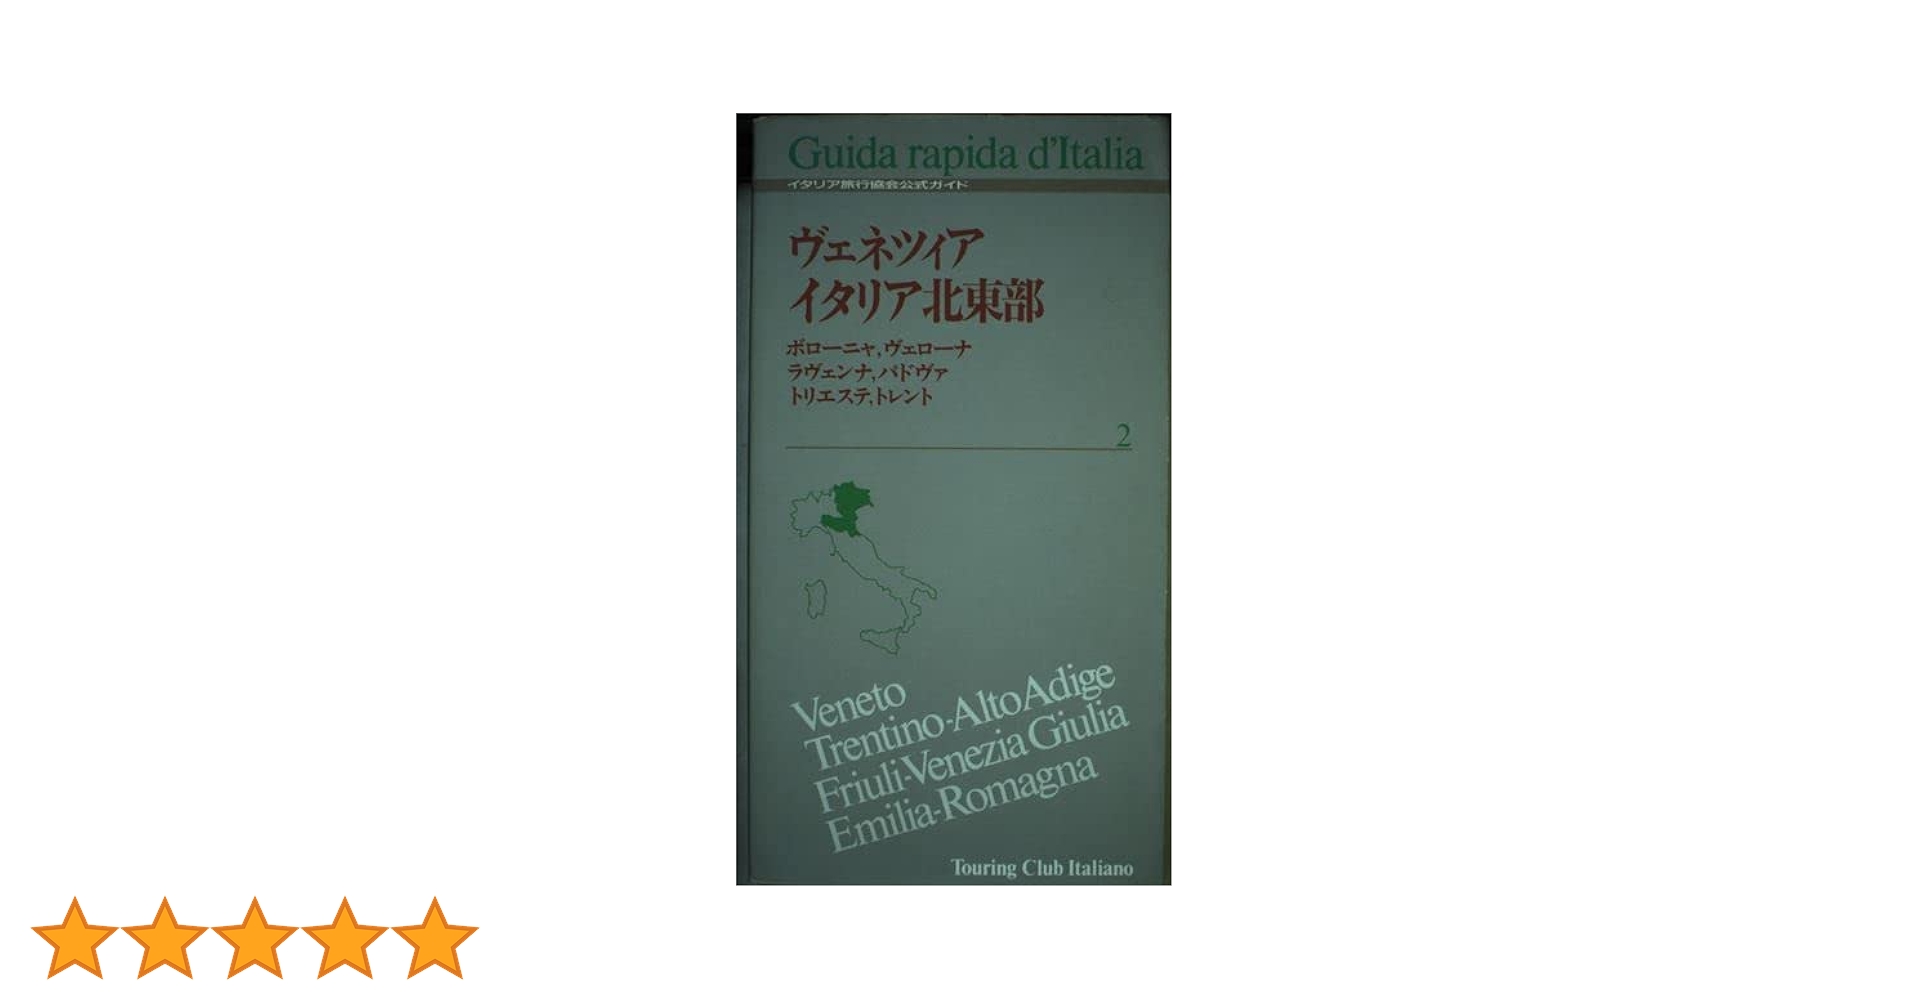 Guida rapida d'Italia
イタリア旅行協会公式ガイド
ヴェネツィア
イタリア北東部
ボローニャ,ヴェローナ
ラヴェンナ,パドヴァ
トリエステ,トレント
2
Veneto
Trentino-Alto Adige
Friuli-Venezia Giulia
Emilia-Romagna
Touring Club Italiano